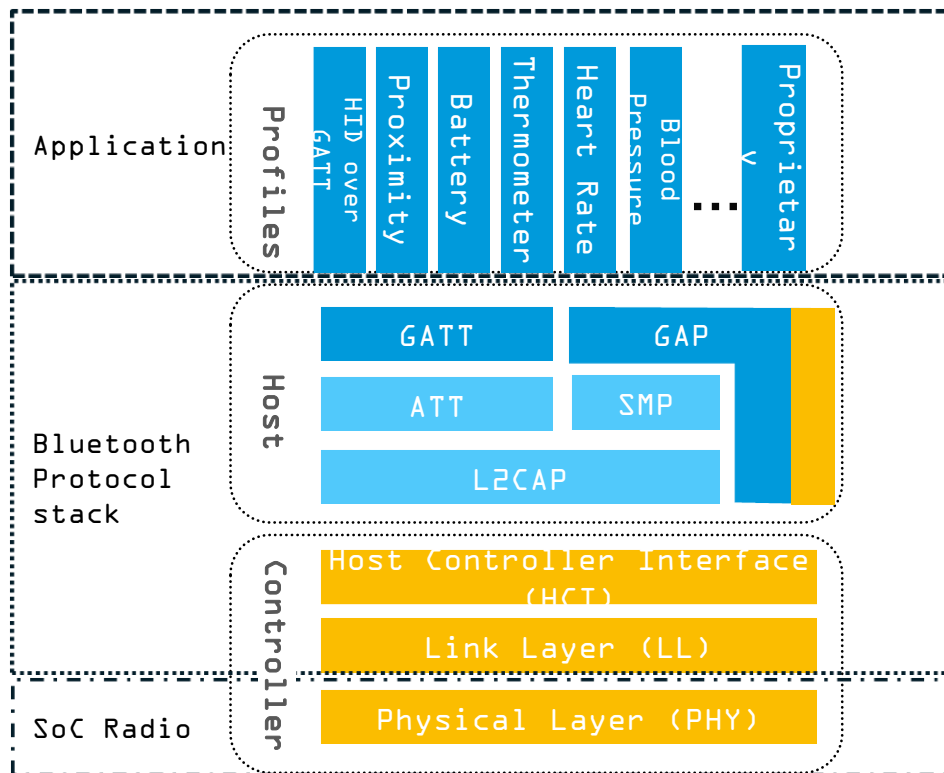 Application
Profiles
HID over
GATT
Proximity
Battery
Thermometer
Heart Rate
Blood
Pressure
...
Proprietar
y
Bluetooth
Protocol
stack
Host
GATT
GAP
ATT
SMP
L2CAP
Controller
Host Controller Interface
(HCI)
Link Layer (LL)
SoC Radio
Physical Layer (PHY)